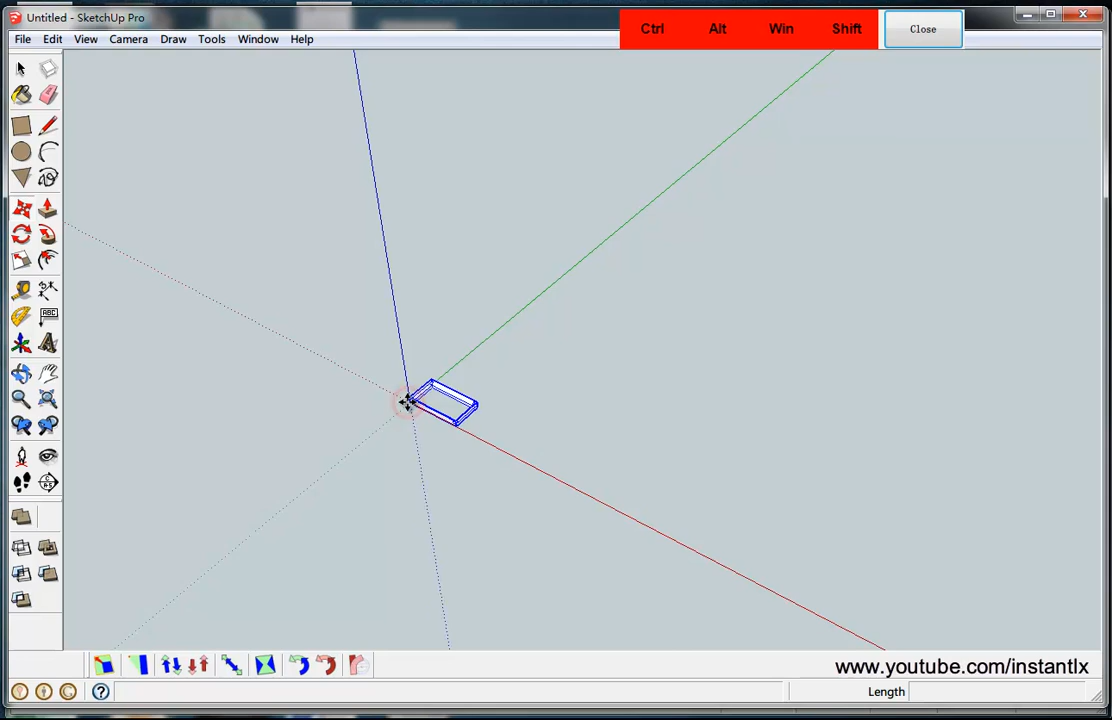 Untitled - SketchUp Pro
Ctrl Alt Win Shift Close
File Edit View Camera Draw Tools Window Help
ABC
A
www.youtube.com/instantlx
Length